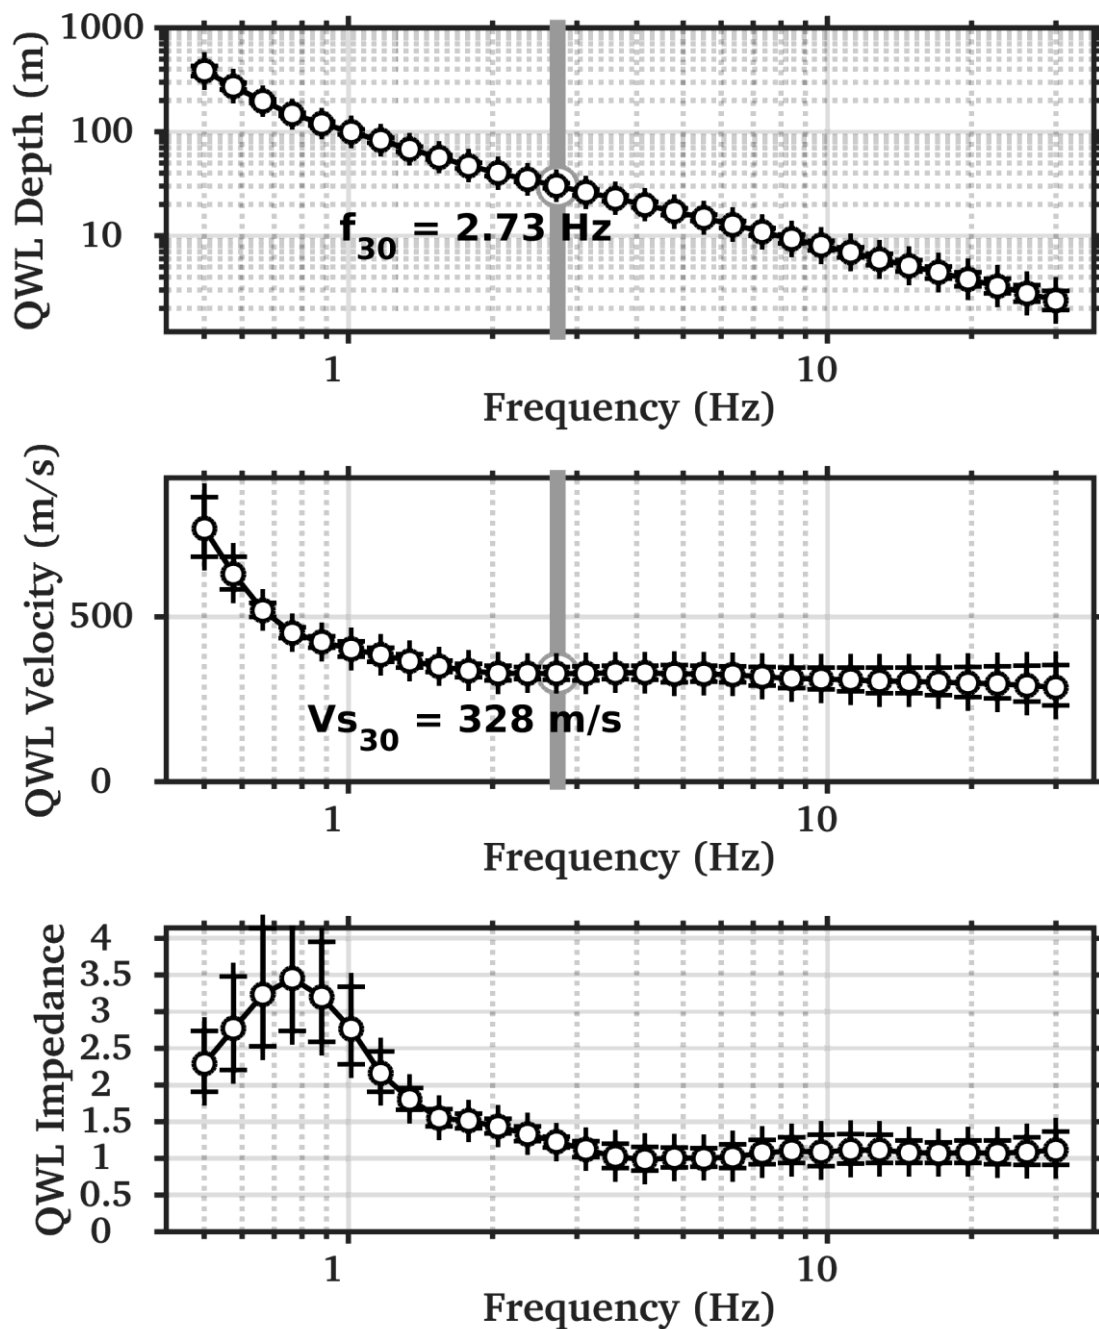 QWL Depth (m)
1000
100
10
f30 = 2.73 Hz
1
10
Frequency (Hz)
QWL Velocity (m/s)
500
0
Vs30 = 328 m/s
1
10
Frequency (Hz)
QWL Impedance
4
3.5
3
2.5
2
1.5
1
0.5
0
1
10
Frequency (Hz)